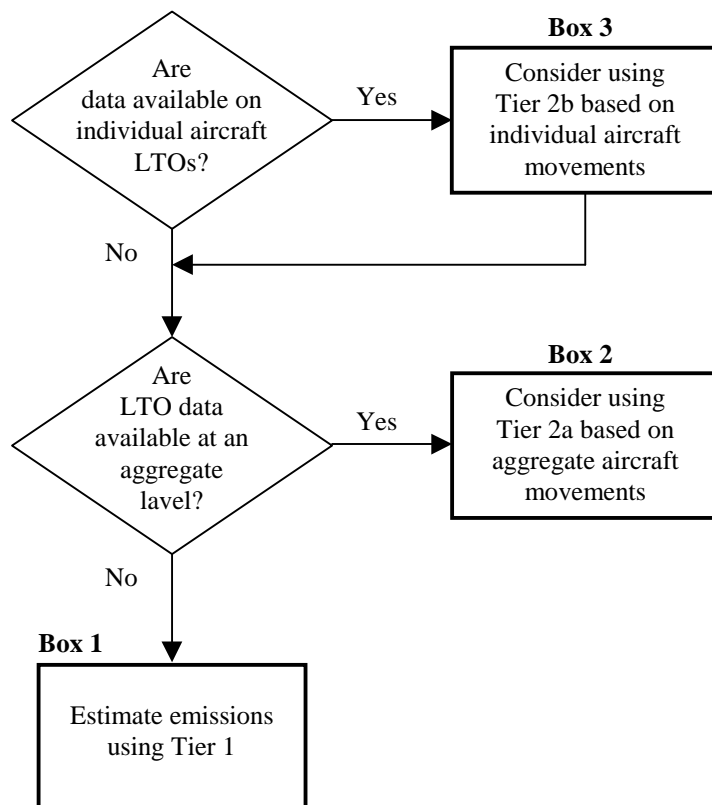 Are
data available on
individual aircraft
LTOs?
Yes
Box 3
Consider using
Tier 2b based on
individual aircraft
movements
No
Are
LTO data
available at an
aggregate
lavel?
Yes
Box 2
Consider using
Tier 2a based on
aggregate aircraft
movements
No
Box 1
Estimate emissions
using Tier 1